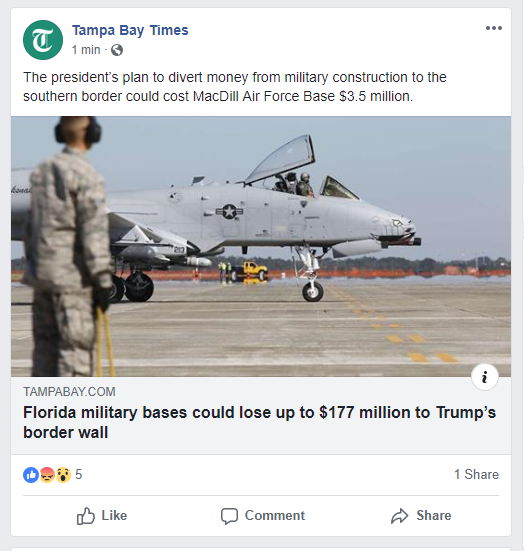 Tampa Bay Times
1 min ·
The president's plan to divert money from military construction to the
southern border could cost MacDill Air Force Base $3.5 million.
213
TAMPABAY.COM
Florida military bases could lose up to $177 million to Trump's
border wall
5
1 Share
Like
Comment
Share